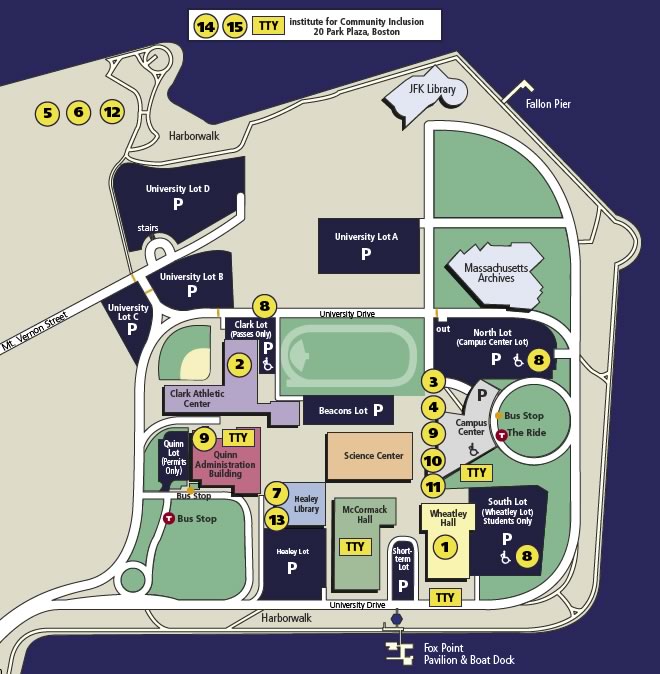 14 15 TTY institute for Community Inclusion
20 Park Plaza, Boston
JFK Library
Fallon Pier
5 6 12
Harborwalk
University Lot D
P
stairs
University Lot A
P
Massachusetts
Archives
University Lot B
P
University
Lot C
P
Mt. Vernon Street
8
University Drive
Clark Lot
(Passes Only)
P
out
North Lot
(Campus Center Lot)
P 8
2
3
Clark Athletic
Center
Beacons Lot P
4
P
Campus
Center
Bus Stop
T The Ride
9 TTY
Quinn
Lot
(Permits
Only)
Quinn
Administration
Building
Science Center
9
10
TTY
11
Bus Stop
T Bus Stop
7
13
Healey
Library
McCormack
Hall
TTY
Wheatley
Hall
1
South Lot
(Wheatley Lot)
Students Only
P
8
Healey Lot
P
Short-
term
Lot
P
TTY
University Drive
Harborwalk
Fox Point
Pavilion & Boat Dock